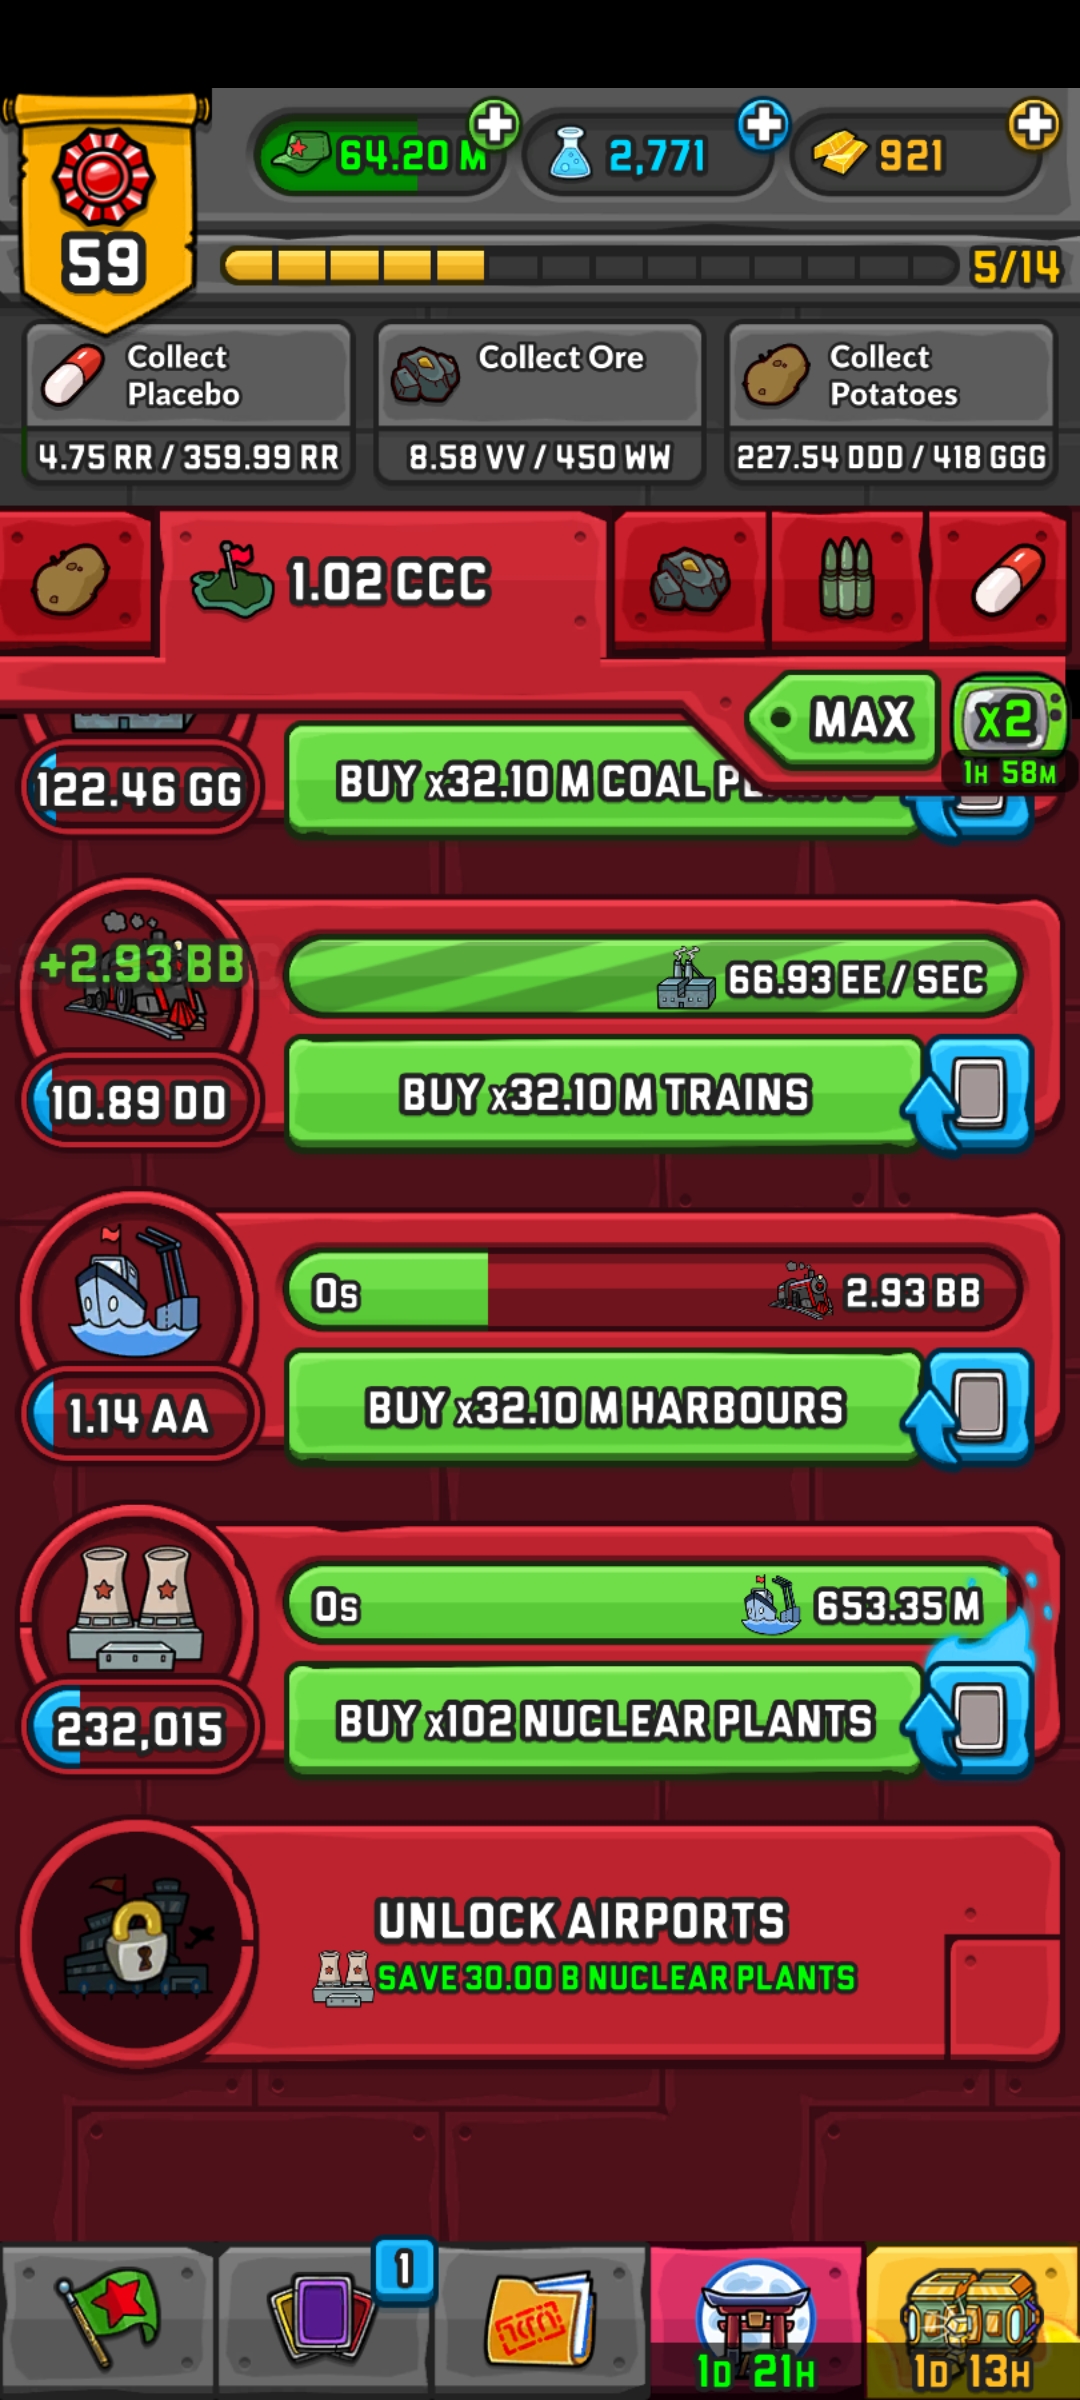 64.20 M
2,771
921
59
5/14
Collect
Placebo
4.75 RR / 359.99 RR
Collect Ore
8.58 VV / 450 WW
Collect
Potatoes
227.54 DDD / 418 GGG
1.02 CCC
MAX
x2
1H 58M
122.46 GG
BUY x32.10 M COAL
+2.93 BB
66.93 EE / SEC
10.89 DD
BUY x32.10 M TRAINS
0s
2.93 BB
1.14 AA
BUY x32.10 M HARBOURS
0s
653.35 M
232,015
BUY x102 NUCLEAR PLANTS
UNLOCK AIRPORTS
SAVE 30.00 B NUCLEAR PLANTS
1
1D 21H
1D 13H